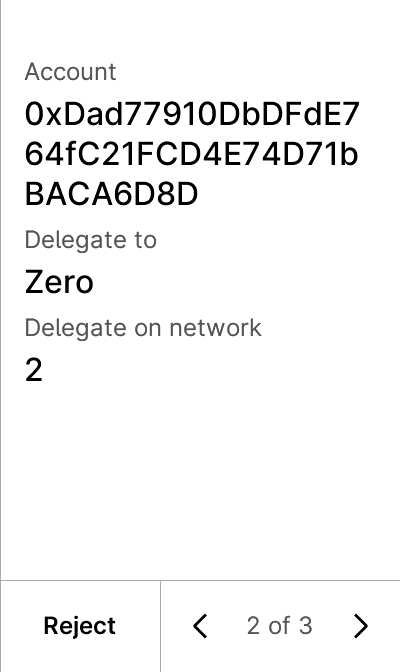 Account
0xDad77910DbDFdE7
64fC21FCD4E74D71b
BACA6D8D
Delegate to
Zero
Delegate on network
2
Reject
2 of 3